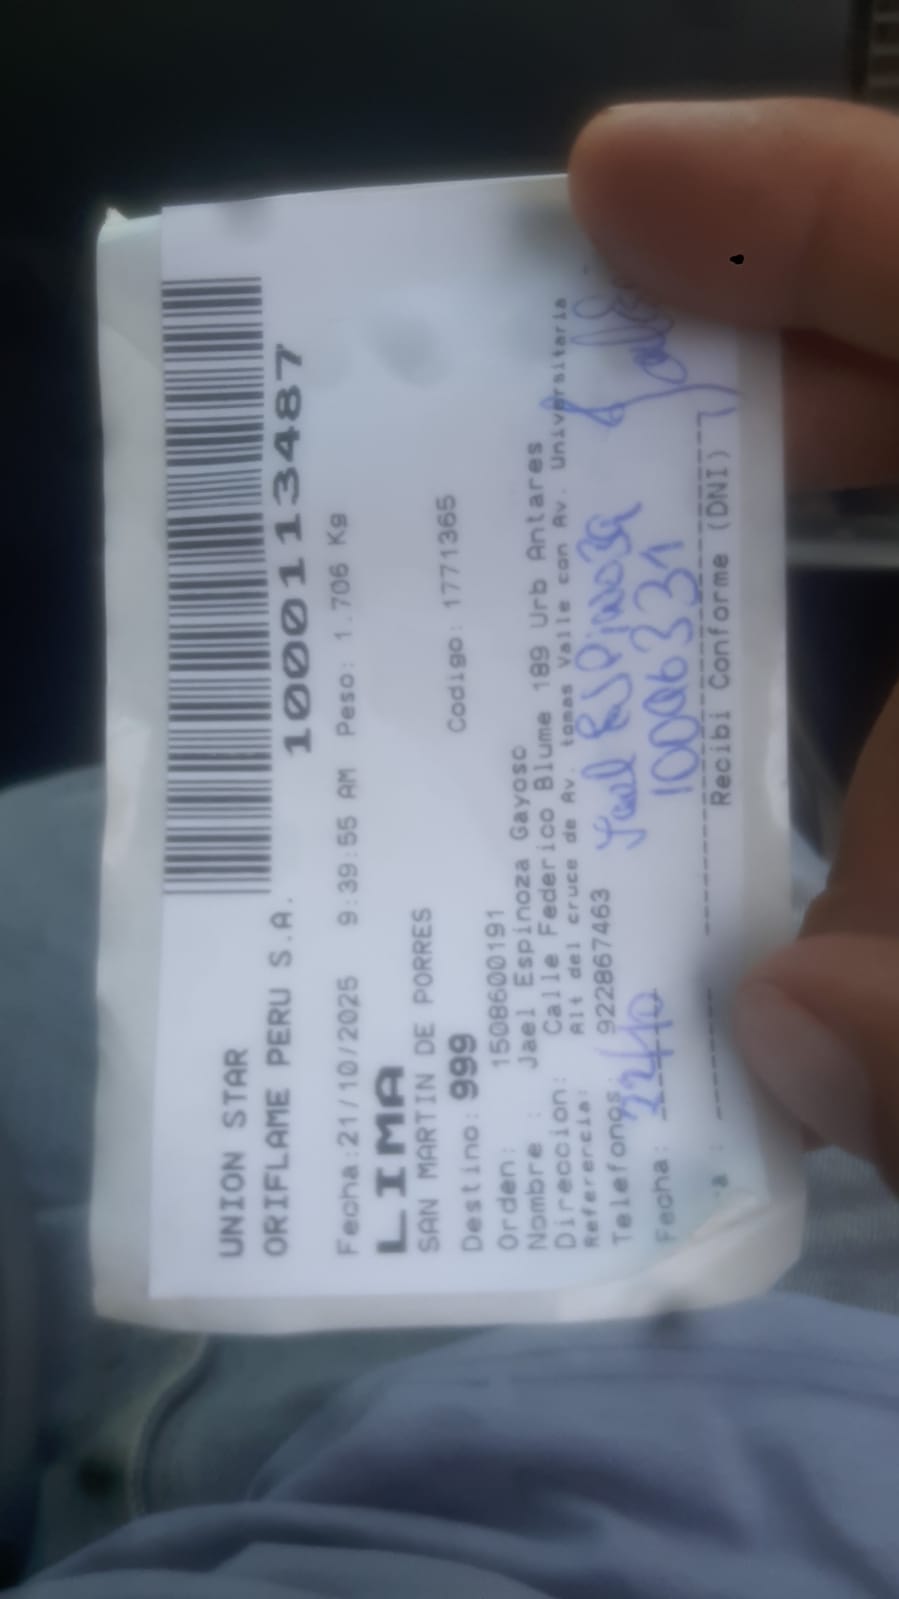 UNION STAR
ORIFLAME PERU S.A.
1000113487
Fecha:21/10/2025 9:39:55 AM Peso: 1.706 Kg
LIMA
SAN MARTIN DE PORRES
Destino: 999 Codigo: 1771365
Orden: 1508600191
Nombre : Jael Espinoza Gayoso
Direccion: Calle Federico Blume 189 Urb Antares
Referencia: Alt del cruce de Av. tomas Valle con Av. Universitaria
Telefonos: 922867463
Jael Espinoza
Fecha: 22/10
Recibi Conforme (DNI)